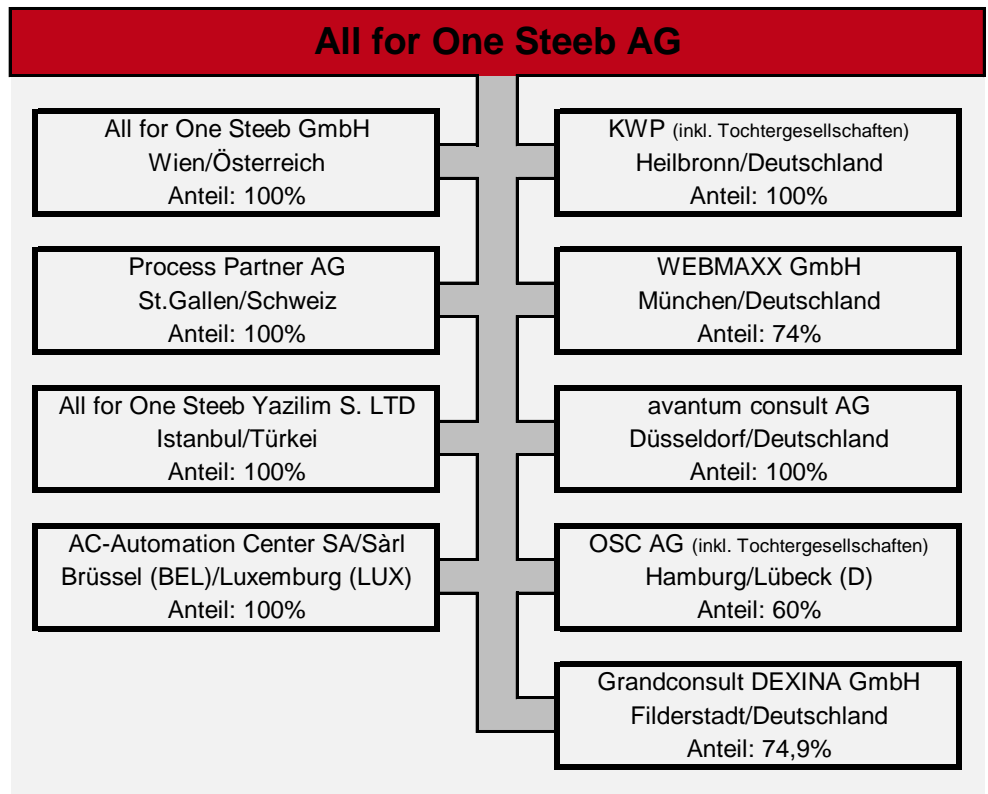 All for One Steeb AG
All for One Steeb GmbH
Wien/Österreich
Anteil: 100%
KWP (inkl. Tochtergesellschaften)
Heilbronn/Deutschland
Anteil: 100%
Process Partner AG
St.Gallen/Schweiz
Anteil: 100%
WEBMAXX GmbH
München/Deutschland
Anteil: 74%
All for One Steeb Yazilim S. LTD
Istanbul/Türkei
Anteil: 100%
avantum consult AG
Düsseldorf/Deutschland
Anteil: 100%
AC-Automation Center SA/Sàrl
Brüssel (BEL)/Luxemburg (LUX)
Anteil: 100%
OSC AG (inkl. Tochtergesellschaften)
Hamburg/Lübeck (D)
Anteil: 60%
Grandconsult DEXINA GmbH
Filderstadt/Deutschland
Anteil: 74,9%